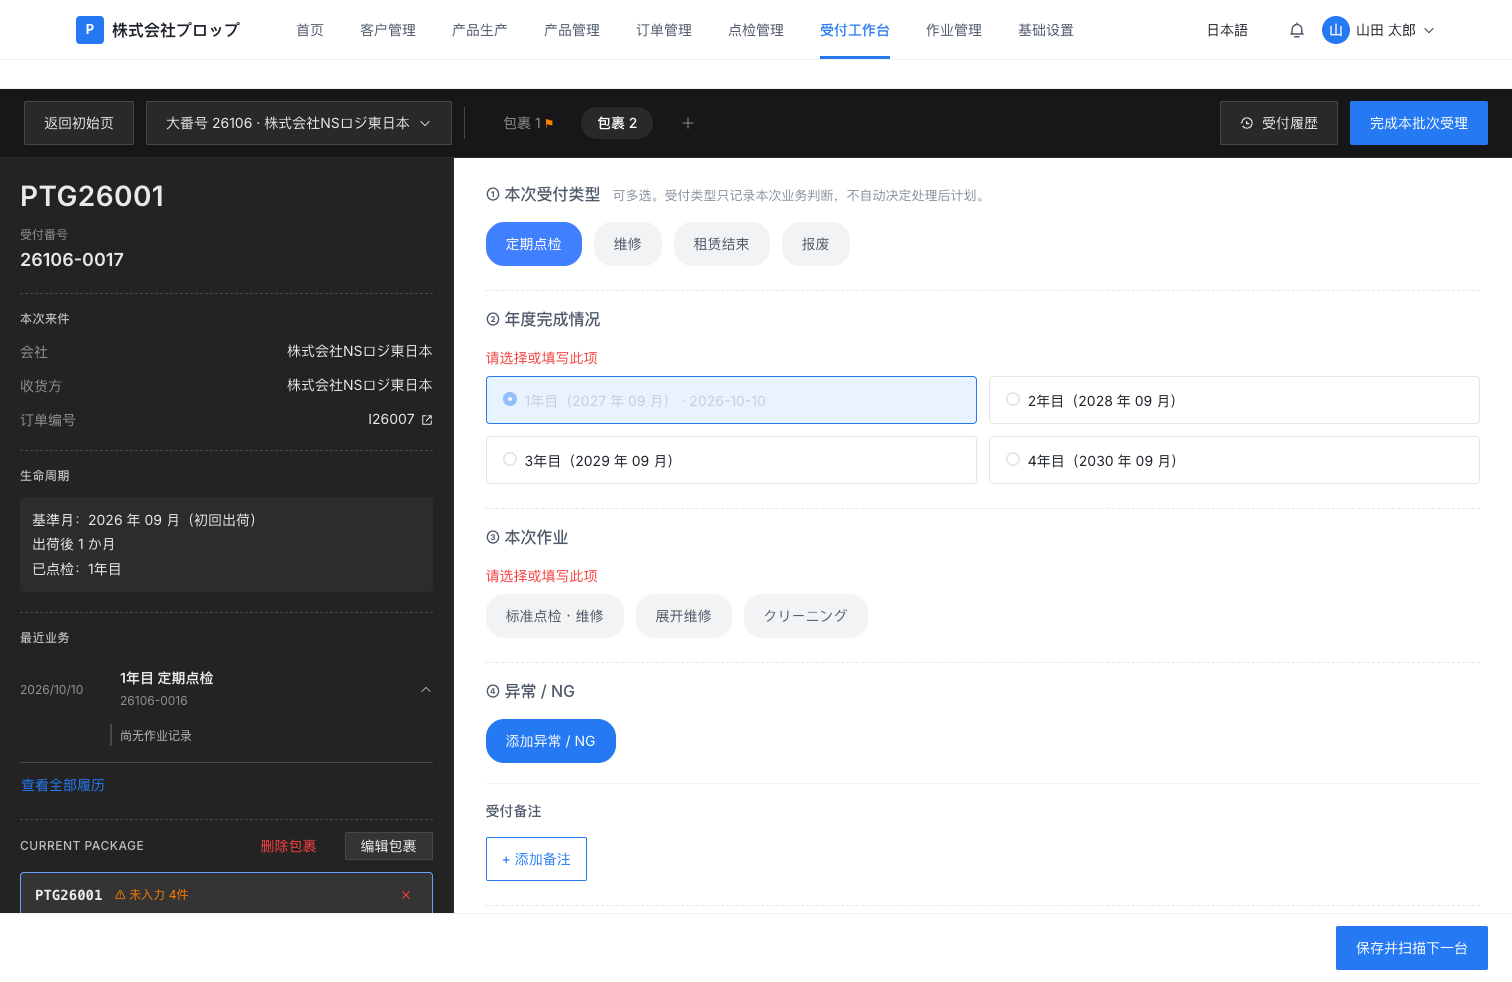 P 株式会社プロップ 首页 客户管理 产品生产 产品管理 订单管理 点检管理 受付工作台 作业管理 基础设置 日本語 山 山田 太郎
返回初始页 大番号 26106 · 株式会社NSロジ東日本 包裹 1 包裹 2 + 受付履歴 完成本批次受理
PTG26001
受付番号
26106-0017
本次来件
会社 株式会社NSロジ東日本
收货方 株式会社NSロジ東日本
订单编号 I26007
生命周期
基準月：2026 年 09 月（初回出荷）
出荷後 1 か月
已点检：1年目
最近业务
2026/10/10 1年目 定期点检
26106-0016
尚无作业记录
查看全部履历
CURRENT PACKAGE 删除包裹 编辑包裹
PTG26001 未入力 4件 ×
① 本次受付类型 可多选。受付类型只记录本次业务判断，不自动决定处理后计划。
定期点检 维修 租赁结束 报废
② 年度完成情况
请选择或填写此项
1年目（2027 年 09 月） · 2026-10-10 2年目（2028 年 09 月）
3年目（2029 年 09 月） 4年目（2030 年 09 月）
③ 本次作业
请选择或填写此项
标准点检・维修 展开维修 クリーニング
④ 异常 / NG
添加异常 / NG
受付备注
+ 添加备注
保存并扫描下一台